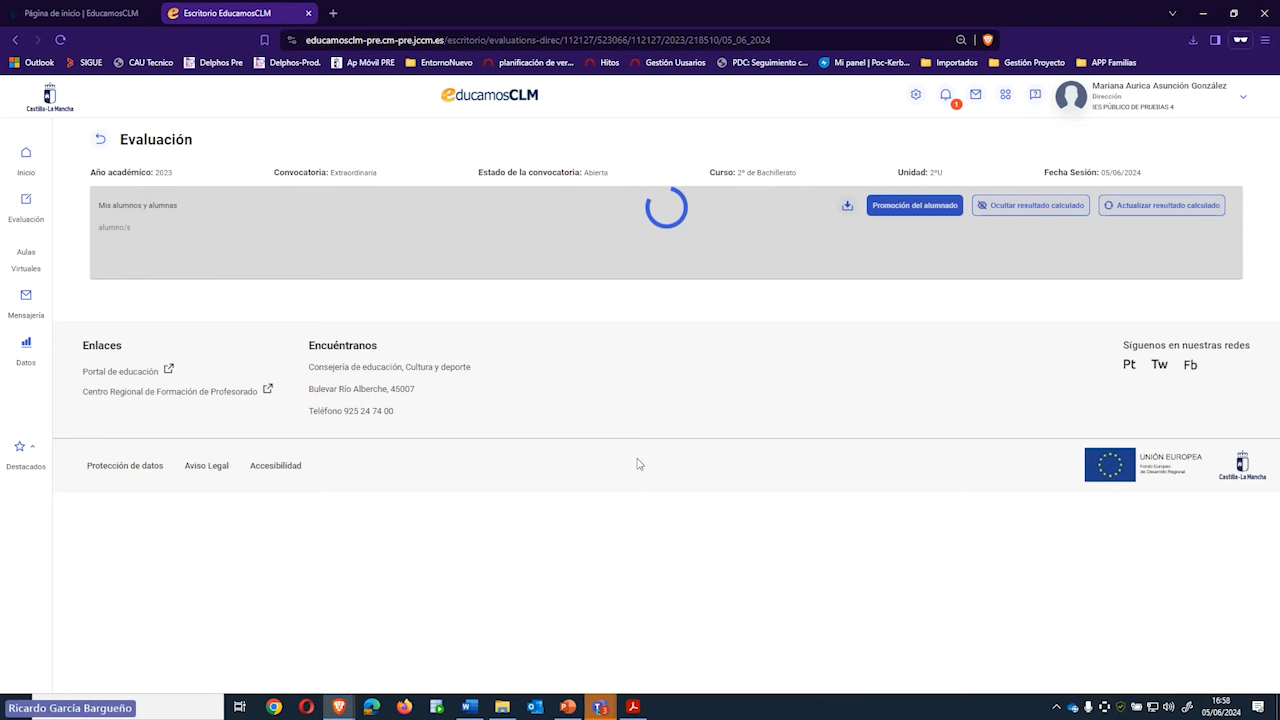 Página de inicio | EducamosCLM
Escritorio EducamosCLM
educamosclm-pre.cm-pre.jccm.es/escritorio/evaluations-direc/112127/523066/112127/2023/218510/05_06_2024
Outlook
SIGUE
CAU Tecnico
Delphos Pre
Delphos-Prod.
Ap Móvil PRE
EntornoNuevo
planificación de ver...
Hitos
Gestión Usuarios
TDC: Seguimiento c...
Mi panel | Poc-Kerb...
Importados
Gestión Proyecto
APP Familias
Castilla-La Mancha
educamosCLM
1
Mariana Aurica Asunción González
Dirección
IES PÚBLICO DE PRUEBAS 4
Inicio
Evaluación
Aulas
Virtuales
Mensajería
Datos
Destacados
Evaluación
Año académico: 2023
Convocatoria: Extraordinaria
Estado de la convocatoria: Abierta
Curso: 2º de Bachillerato
Unidad: 2ºU
Fecha Sesión: 05/06/2024
Mis alumnos y alumnas
alumno/s
Promoción del alumnado
Ocultar resultado calculado
Actualizar resultado calculado
Enlaces
Portal de educación
Centro Regional de Formación de Profesorado
Encuéntranos
Consejería de educación, Cultura y deporte
Bulevar Río Alberche, 45007
Teléfono 925 24 74 00
Síguenos en nuestras redes
Pt Tw Fb
Protección de datos
Aviso Legal
Accesibilidad
UNIÓN EUROPEA
Fondo Europeo
de Desarrollo Regional
Castilla-La Mancha
Ricardo García Bargueño
16:58
05/06/2024